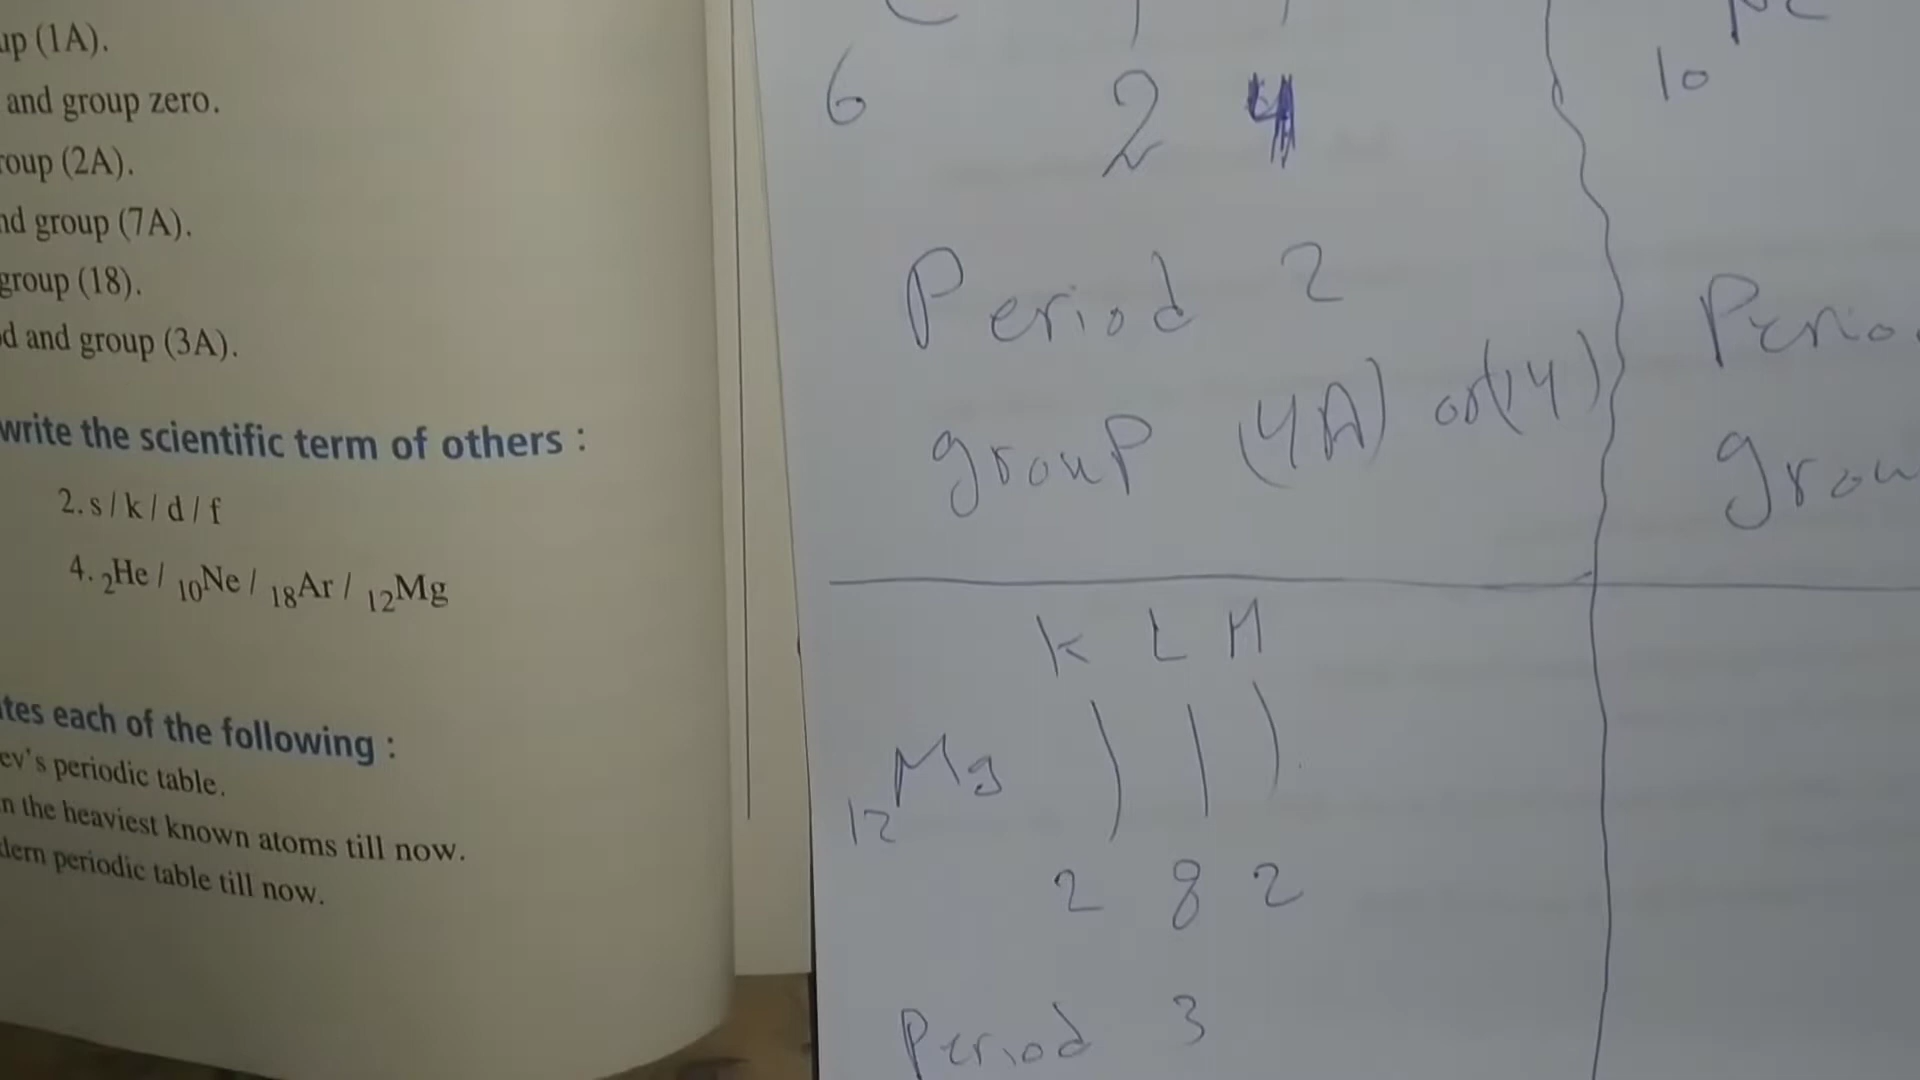 up (1A).
and group zero.
roup (2A).
nd group (7A).
group (18).
d and group (3A).
write the scientific term of others :
2. s / k / d / f
4. 2He / 10Ne / 18Ar / 12Mg
tes each of the following :
ev's periodic table.
n the heaviest known atoms till now.
dern periodic table till now.
6
2 4
Period 2
group (4A) or (14)
K L M
12Mg
2 8 2
Period 3
10
Perio
grou